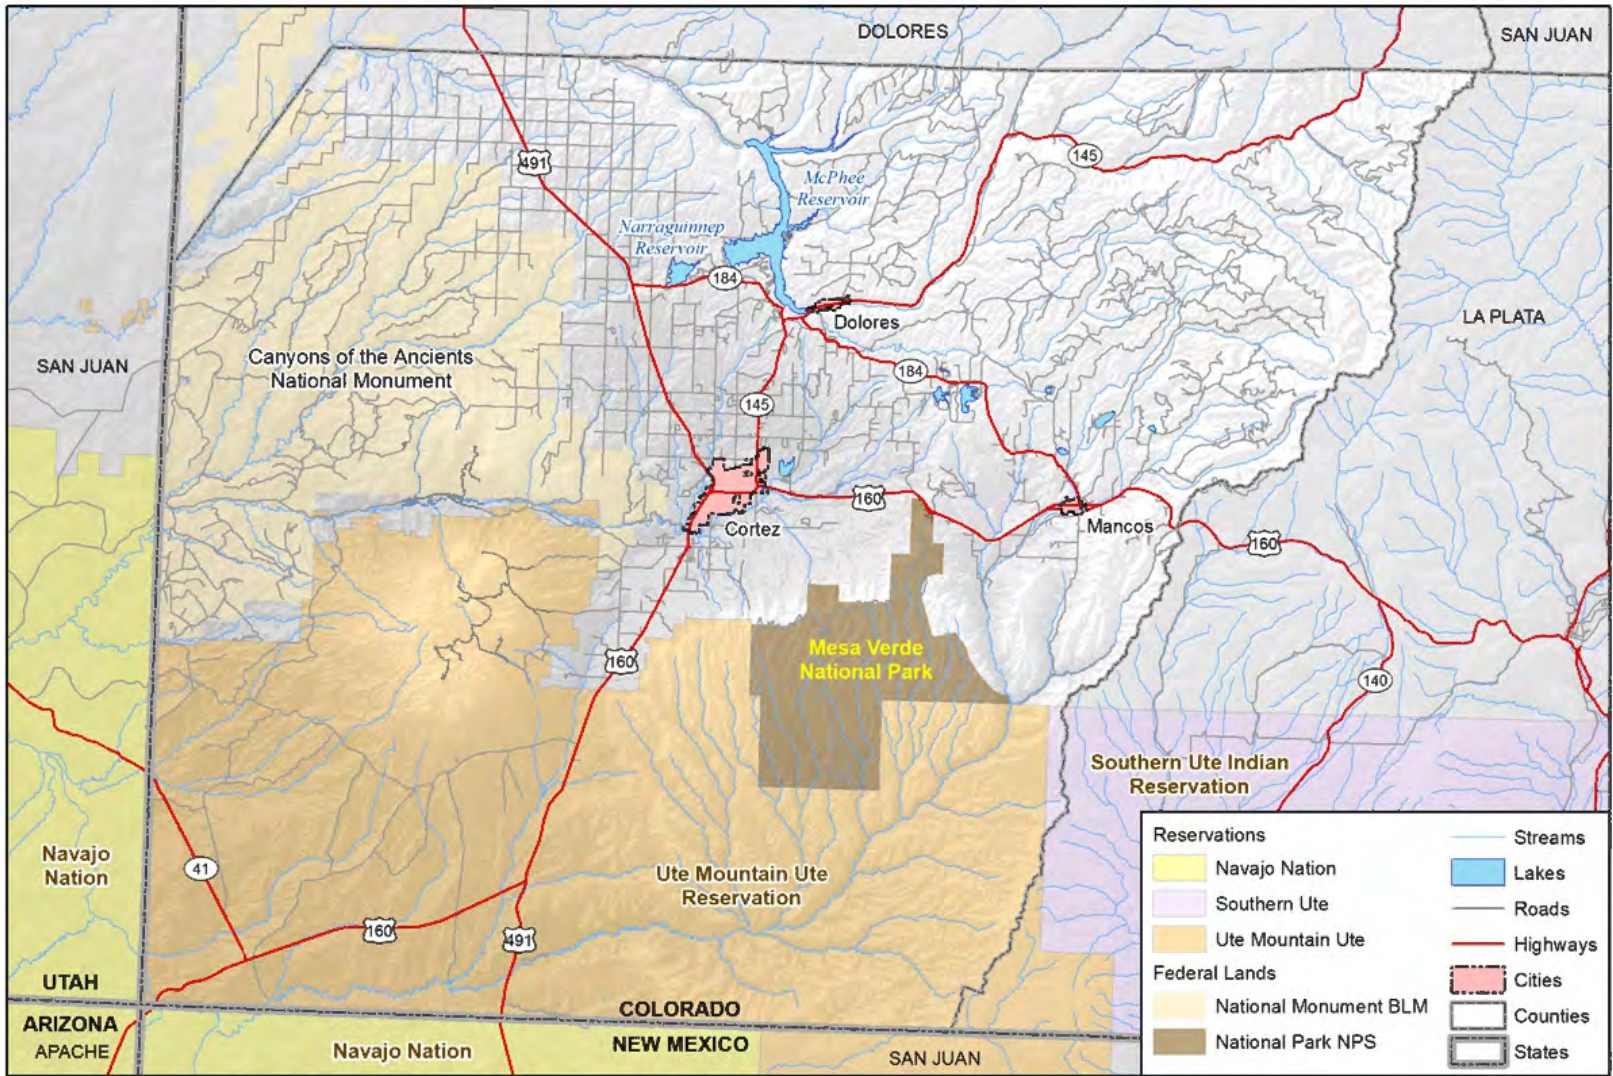 DOLORES
SAN JUAN
491
145
McPhee
Reservoir
Narraguinnep
Reservoir
184
Dolores
LA PLATA
SAN JUAN
Canyons of the Ancients
National Monument
184
145
160
Cortez
Mancos
160
Mesa Verde
National Park
160
140
Southern Ute Indian
Reservation
Navajo
Nation
41
Ute Mountain Ute
Reservation
160
491
UTAH
COLORADO
ARIZONA
APACHE
Navajo Nation
NEW MEXICO
SAN JUAN
Reservations
Navajo Nation
Southern Ute
Ute Mountain Ute
Federal Lands
National Monument BLM
National Park NPS
Streams
Lakes
Roads
Highways
Cities
Counties
States